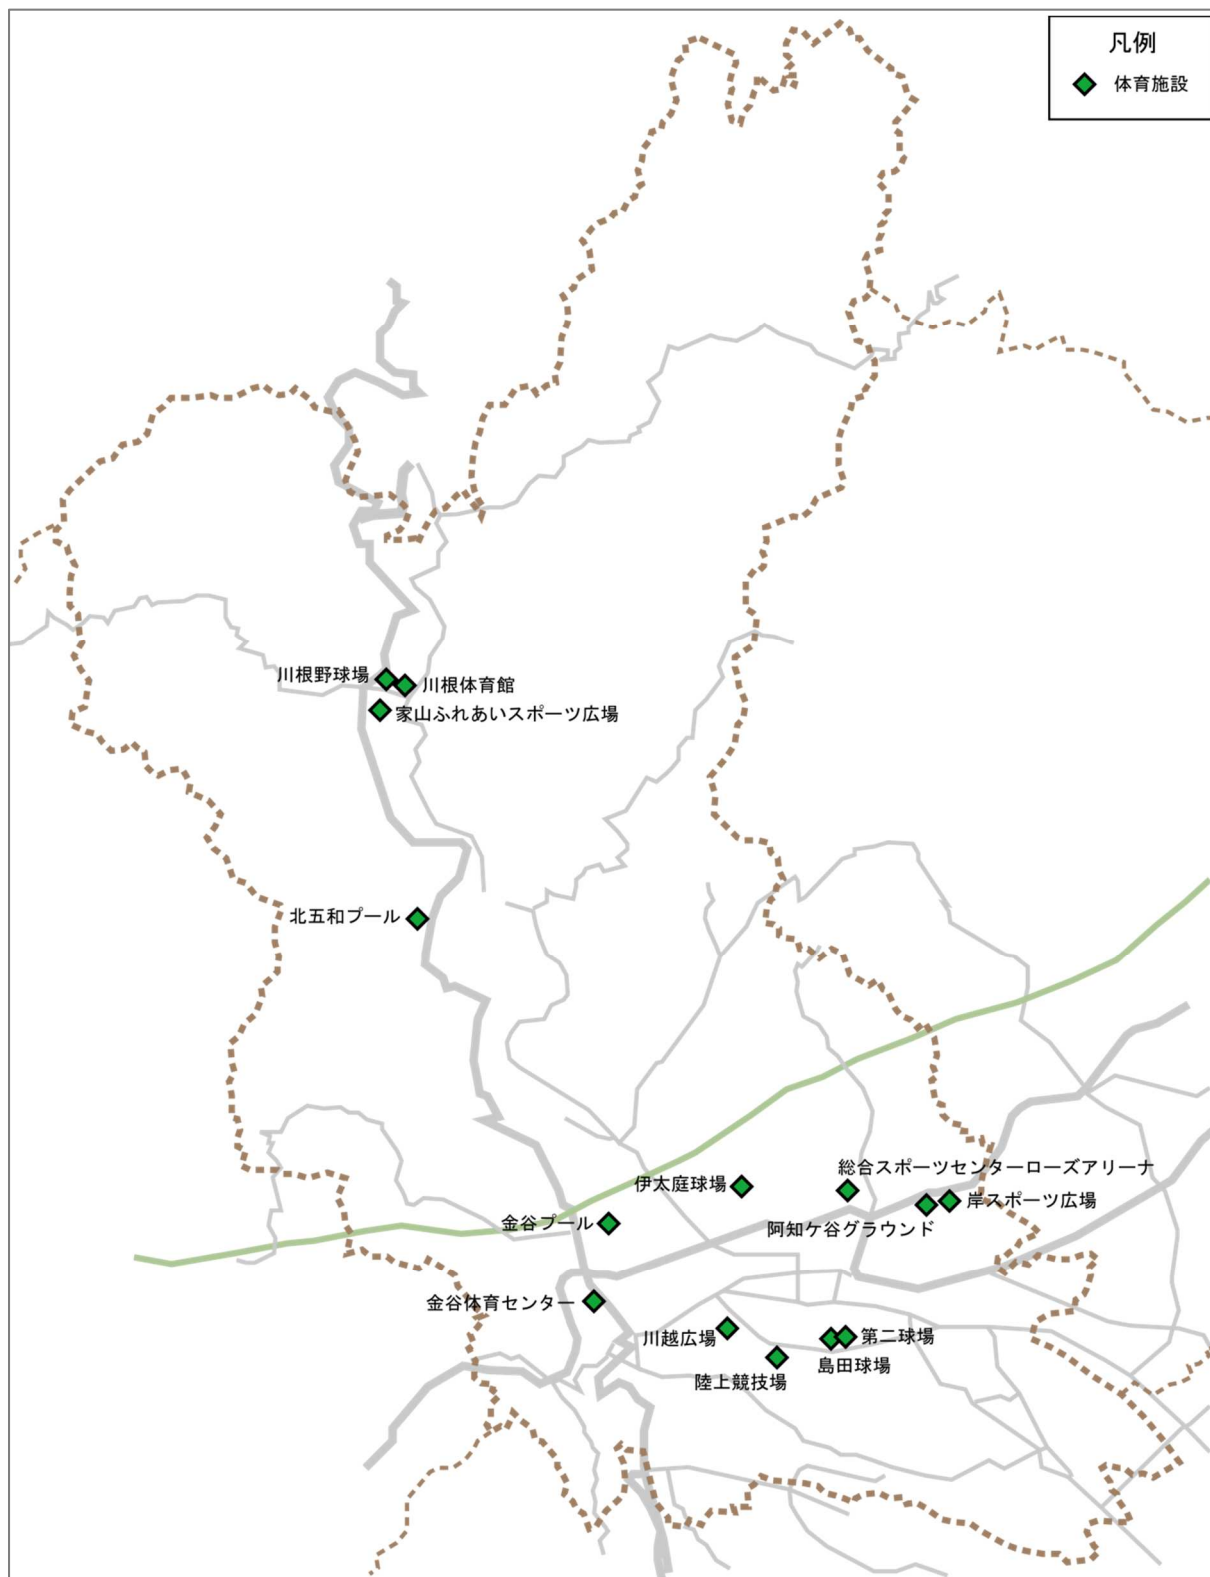 凡例
体育施設
川根野球場
川根体育館
家山ふれあいスポーツ広場
北五和プール
総合スポーツセンターローズアリーナ
伊太庭球場
岸スポーツ広場
金谷プール
阿知ケ谷グラウンド
金谷体育センター
川越広場
第二球場
島田球場
陸上競技場